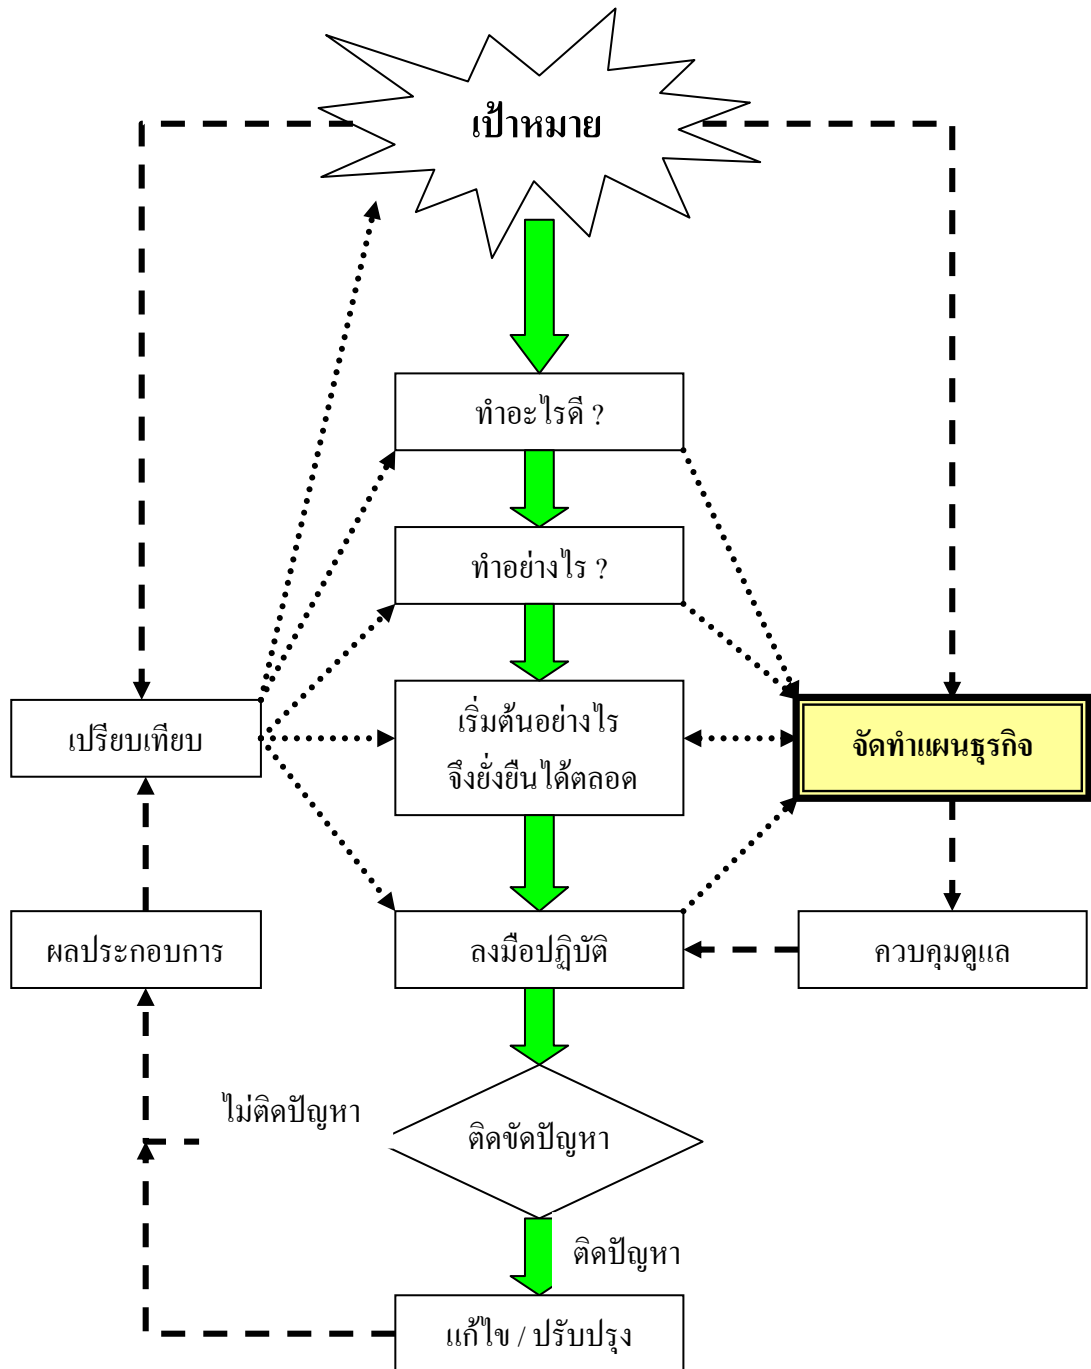 เป้าหมาย
ทำอะไรดี ?
ทำอย่างไร ?
เริ่มต้นอย่างไร
จึงยั่งยืนได้ตลอด
เปรียบเทียบ
จัดทำแผนธุรกิจ
ผลประกอบการ
ลงมือปฏิบัติ
ควบคุมดูแล
ไม่ติดปัญหา
ติดขัดปัญหา
ติดปัญหา
แก้ไข / ปรับปรุง